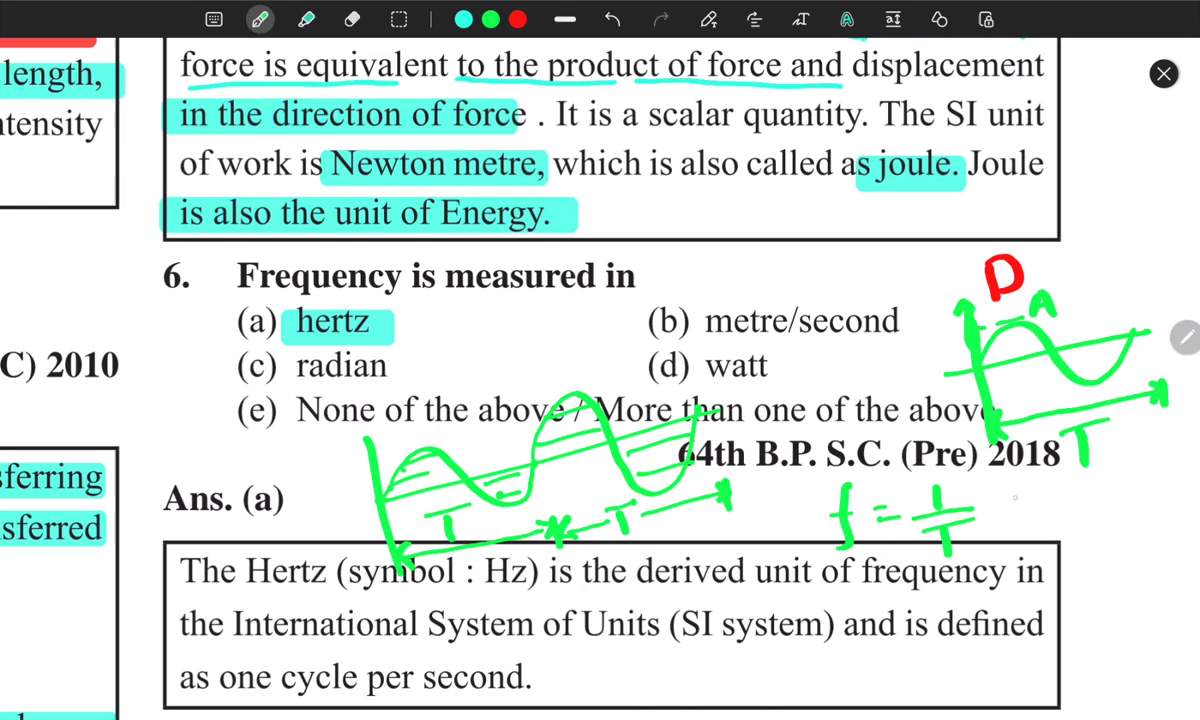 length,
ntensity
force is equivalent to the product of force and displacement
in the direction of force . It is a scalar quantity. The SI unit
of work is Newton metre, which is also called as joule. Joule
is also the unit of Energy.
6. Frequency is measured in
(a) hertz (b) metre/second
(c) radian (d) watt
(e) None of the above / More than one of the above
64th B.P. S.C. (Pre) 2018
Ans. (a)
The Hertz (symbol : Hz) is the derived unit of frequency in
the International System of Units (SI system) and is defined
as one cycle per second.
C) 2010
sferring
sferred
D
A
T
T
T
f = 1/T